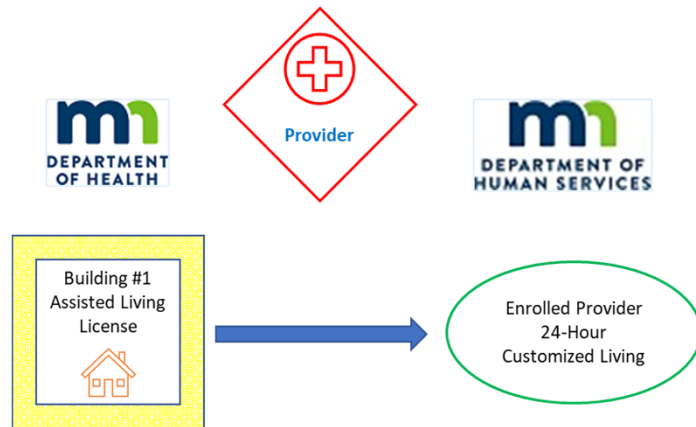 mn
DEPARTMENT
OF HEALTH
Provider
mn
DEPARTMENT OF
HUMAN SERVICES
Building #1
Assisted Living
License
Enrolled Provider
24-Hour
Customized Living